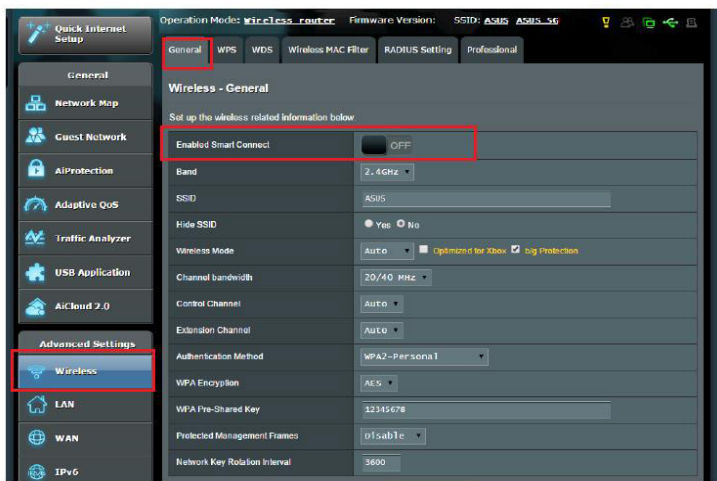 Quick Internet
Setup
General
Network Map
Guest Network
AiProtection
Adaptive QoS
Traffic Analyzer
USB Application
AiCloud 2.0
Advanced Settings
Wireless
LAN
WAN
IPv6
Operation Mode: Wireless router Firmware Version: SSID: ASUS ASUS_5G
General WPS WDS Wireless MAC Filter RADIUS Setting Professional
Wireless - General
Set up the wireless related information below
Enabled Smart Connect OFF
Band 2.4GHz
SSID ASUS
Hide SSID Yes No
Wireless Mode Auto Optimized for Xbox b/g Protection
Channel bandwidth 20/40 MHz
Control Channel Auto
Extension Channel Auto
Authentication Method WPA2-Personal
WPA Encryption AES
WPA Pre-Shared Key 12345678
Protected Management Frames Disable
Network Key Rotation Interval 3600